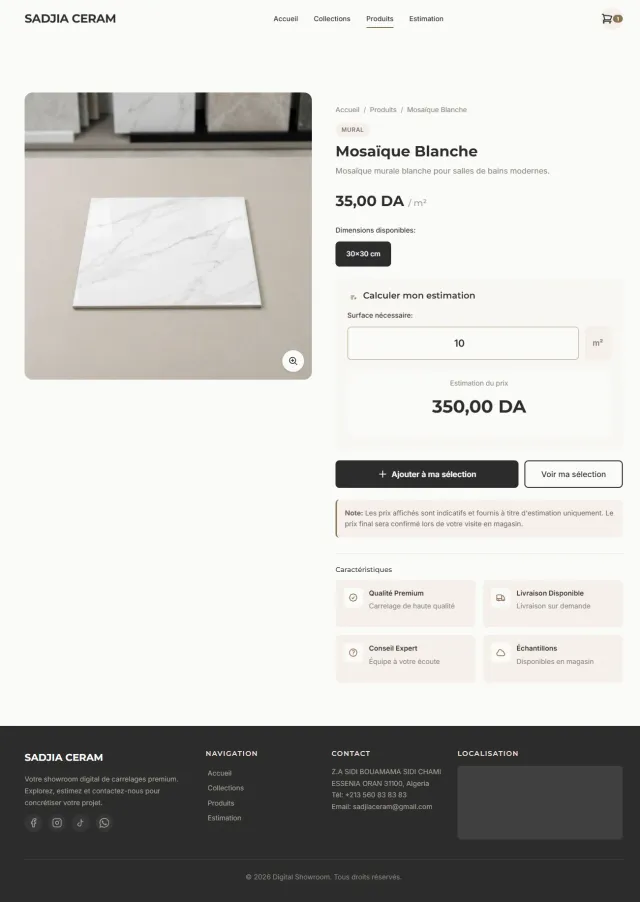 SADJIA CERAM
Accueil Collections Produits Estimation
1
Accueil / Produits / Mosaïque Blanche
MURAL
Mosaïque Blanche
Mosaïque murale blanche pour salles de bains modernes.
35,00 DA / m²
Dimensions disponibles:
30×30 cm
Calculer mon estimation
Surface nécessaire:
10
m²
Estimation du prix
350,00 DA
+ Ajouter à ma sélection
Voir ma sélection
Note: Les prix affichés sont indicatifs et fournis à titre d'estimation uniquement. Le
prix final sera confirmé lors de votre visite en magasin.
Caractéristiques
Qualité Premium
Carrelage de haute qualité
Livraison Disponible
Livraison sur demande
Conseil Expert
Équipe à votre écoute
Échantillons
Disponibles en magasin
SADJIA CERAM
Votre showroom digital de carrelages premium.
Explorez, estimez et contactez-nous pour
concrétiser votre projet.
NAVIGATION
Accueil
Collections
Produits
Estimation
CONTACT
Z.A SIDI BOUAMAMA SIDI CHAMI
ESSENIA ORAN 31100, Algeria
Tél: +213 560 83 83 83
Email: sadjiaceram@gmail.com
LOCALISATION
© 2026 Digital Showroom. Tous droits réservés.